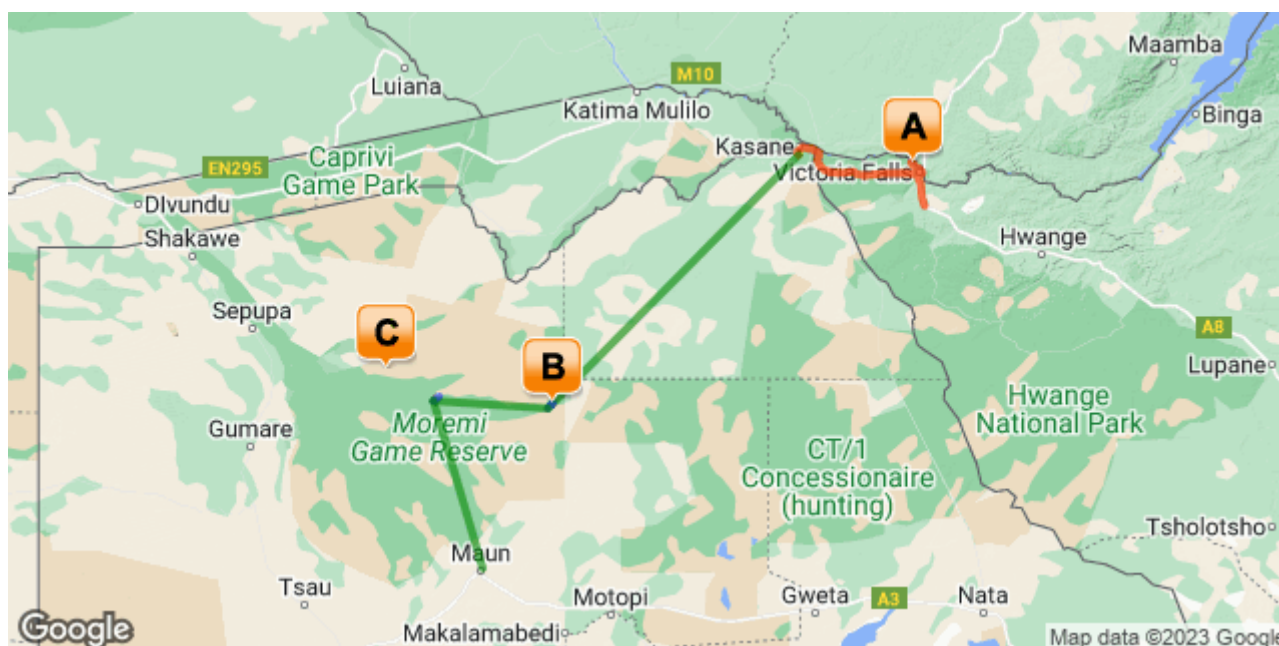 Maamba
Luiana
M10
Katima Mulilo
Binga
A
Kasane
EN295
Caprivi
Game Park
Victoria Falls
DIvundu
Shakawe
Hwange
Sepupa
C
A8
B
Lupane
Hwange
National Park
Moremi
Game Reserve
Gumare
CT/1
Concessionaire
(hunting)
Tsholotsho
Maun
Tsau
Motopi
Gweta
A3
Nata
Makalamabedi
Google
Map data ©2023 Google